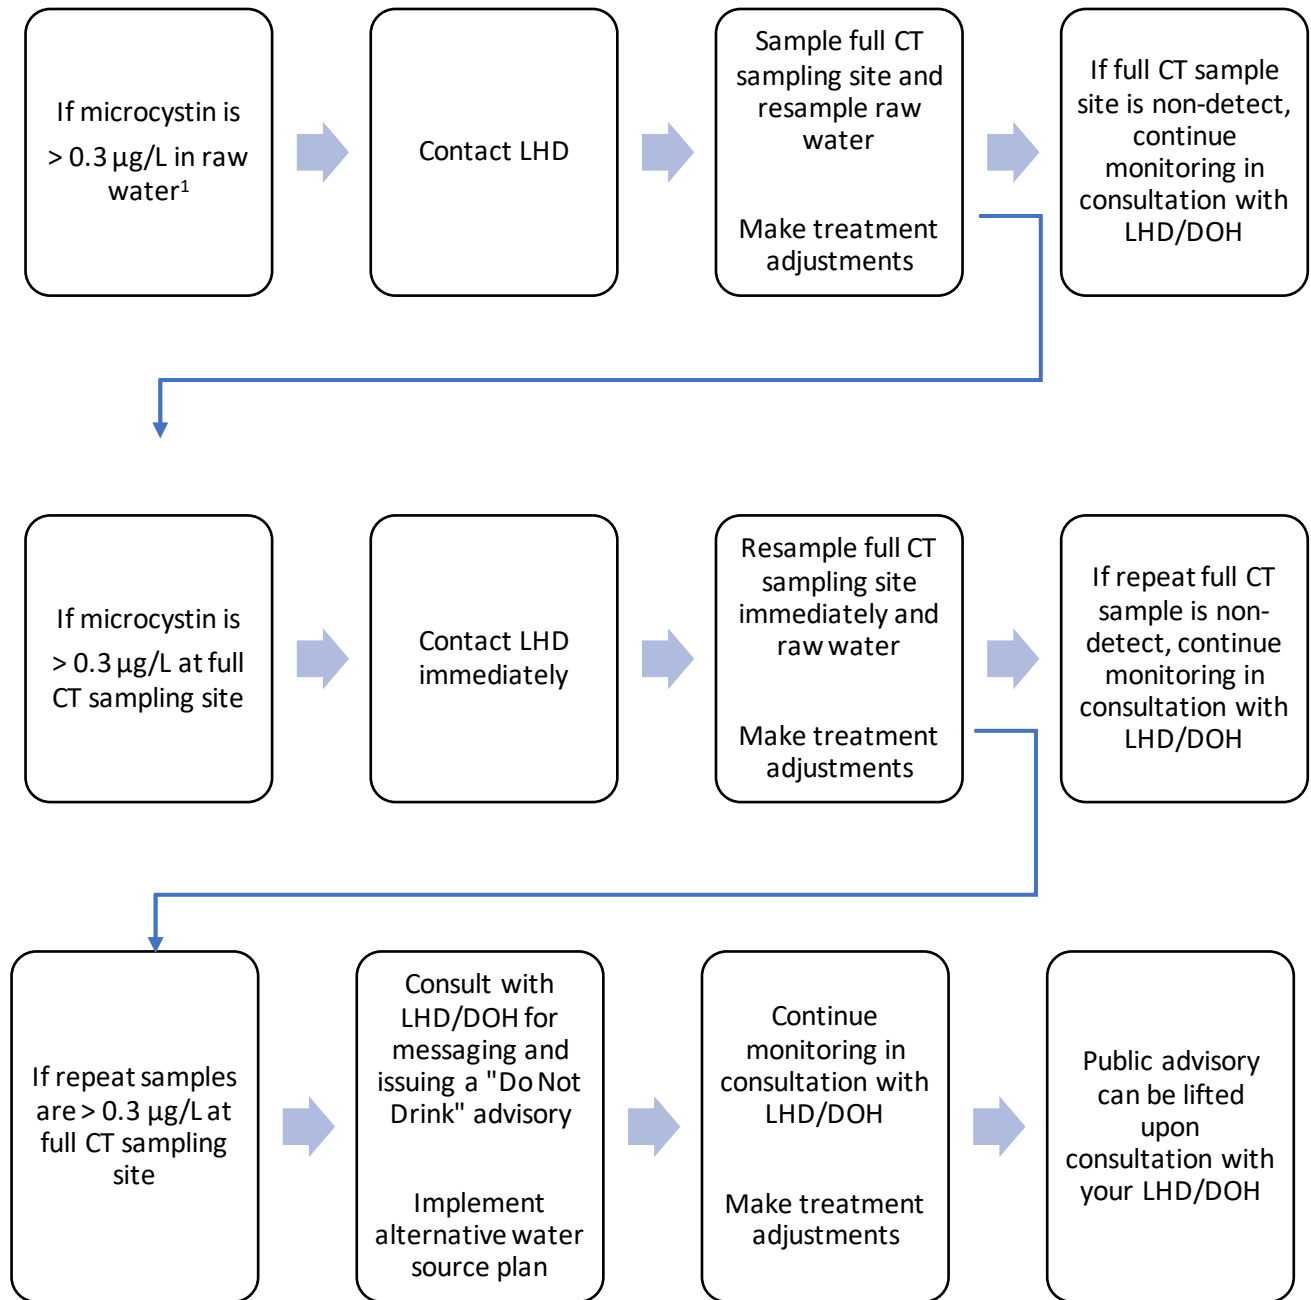 If microcystin is
> 0.3 µg/L in raw
water¹
Contact LHD
Sample full CT
sampling site and
resample raw
water
Make treatment
adjustments
If full CT sample
site is non-detect,
continue
monitoring in
consultation with
LHD/DOH
If microcystin is
> 0.3 µg/L at full
CT sampling site
Contact LHD
immediately
Resample full CT
sampling site
immediately and
raw water
Make treatment
adjustments
If repeat full CT
sample is non-
detect, continue
monitoring in
consultation with
LHD/DOH
If repeat samples
are > 0.3 µg/L at
full CT sampling
site
Consult with
LHD/DOH for
messaging and
issuing a "Do Not
Drink" advisory
Implement
alternative water
source plan
Continue
monitoring in
consultation with
LHD/DOH
Make treatment
adjustments
Public advisory
can be lifted
upon
consultation with
your LHD/DOH